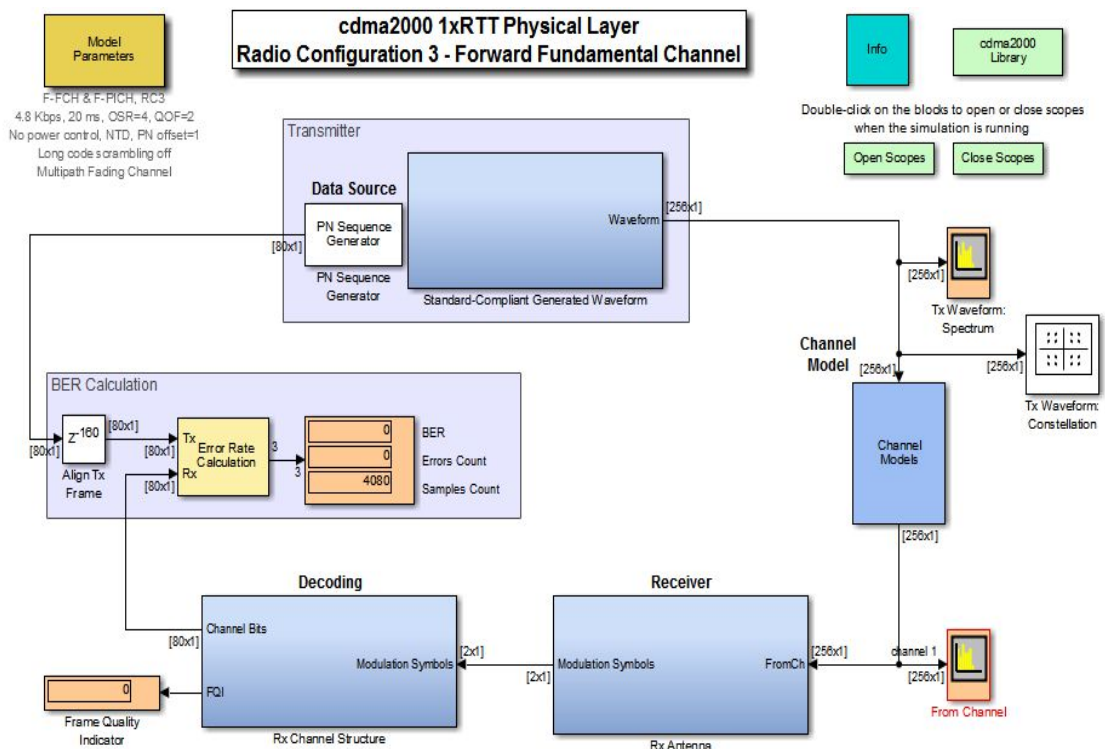 cdma2000 1xRTT Physical Layer
Radio Configuration 3 - Forward Fundamental Channel
Model
Parameters
F-FCH & F-PICH, RC3
4.8 Kbps, 20 ms, OSR=4, QOF=2
No power control, NTD, PN offset=1
Long code scrambling off
Multipath Fading Channel
Info
cdma2000
Library
Double-click on the blocks to open or close scopes
when the simulation is running
Open Scopes
Close Scopes
Transmitter
Data Source
PN Sequence
Generator
[80x1]
PN Sequence
Generator
Waveform
[256x1]
Standard-Compliant Generated Waveform
[256x1]
Tx Waveform:
Spectrum
[256x1]
Tx Waveform:
Constellation
Channel
Model
[256x1]
Channel
Models
[256x1]
BER Calculation
[80x1]
Z-160
[80x1]
Align Tx
Frame
[80x1]
Tx
Rx
[80x1]
Error Rate
Calculation
3
3
0
0
4080
BER
Errors Count
Samples Count
Decoding
Channel Bits
[80x1]
Modulation Symbols
[2x1]
FQI
Rx Channel Structure
0
Frame Quality
Indicator
Receiver
Modulation Symbols
[2x1]
FromCh
[256x1]
Rx Antenna
channel 1
[256x1]
From Channel